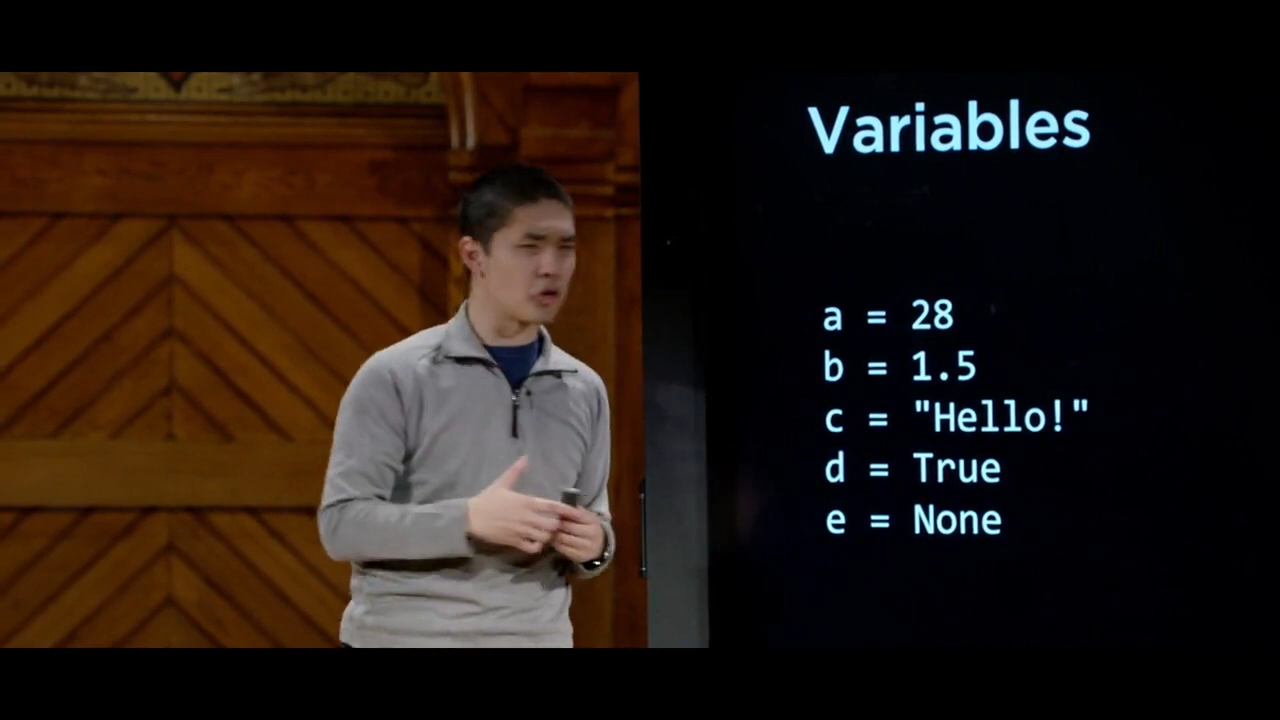 Variables
a = 28
b = 1.5
c = "Hello!"
d = True
e = None